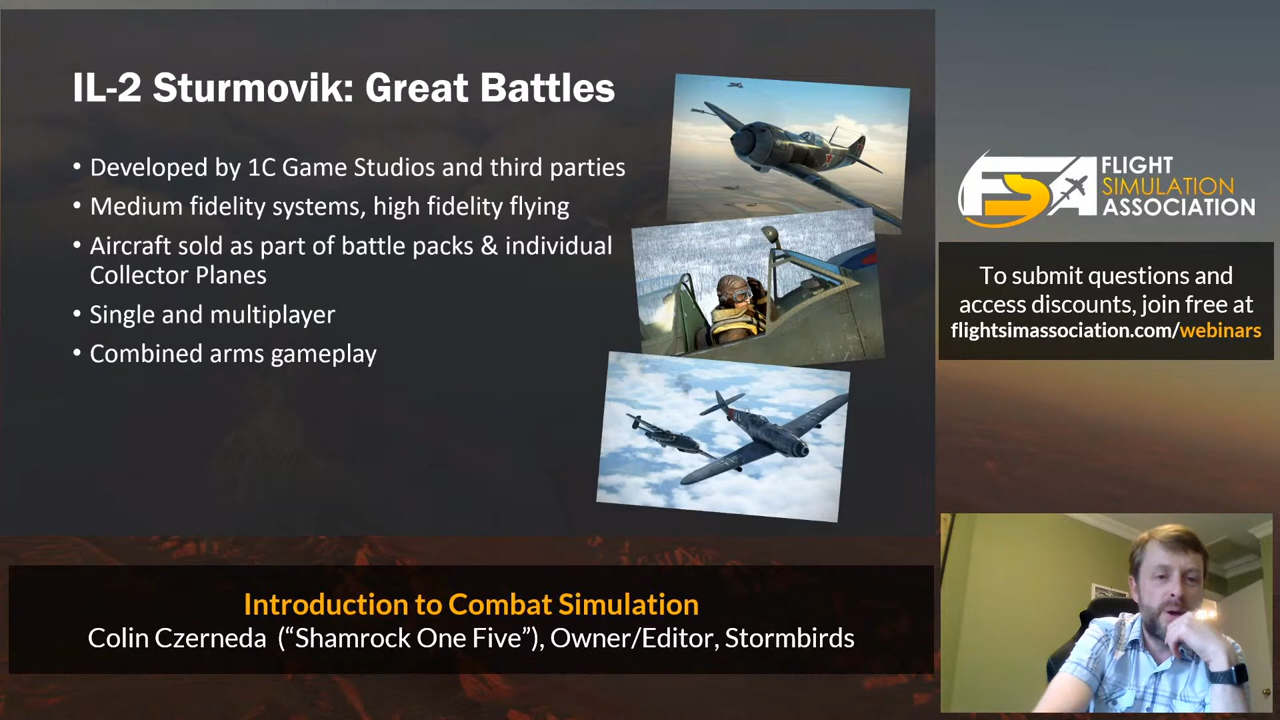 IL-2 Sturmovik: Great Battles
• Developed by 1C Game Studios and third parties
• Medium fidelity systems, high fidelity flying
• Aircraft sold as part of battle packs & individual
Collector Planes
• Single and multiplayer
• Combined arms gameplay
FSA FLIGHT
SIMULATION
ASSOCIATION
To submit questions and
access discounts, join free at
flightsimassociation.com/webinars
Introduction to Combat Simulation
Colin Czerneda (“Shamrock One Five”), Owner/Editor, Stormbirds